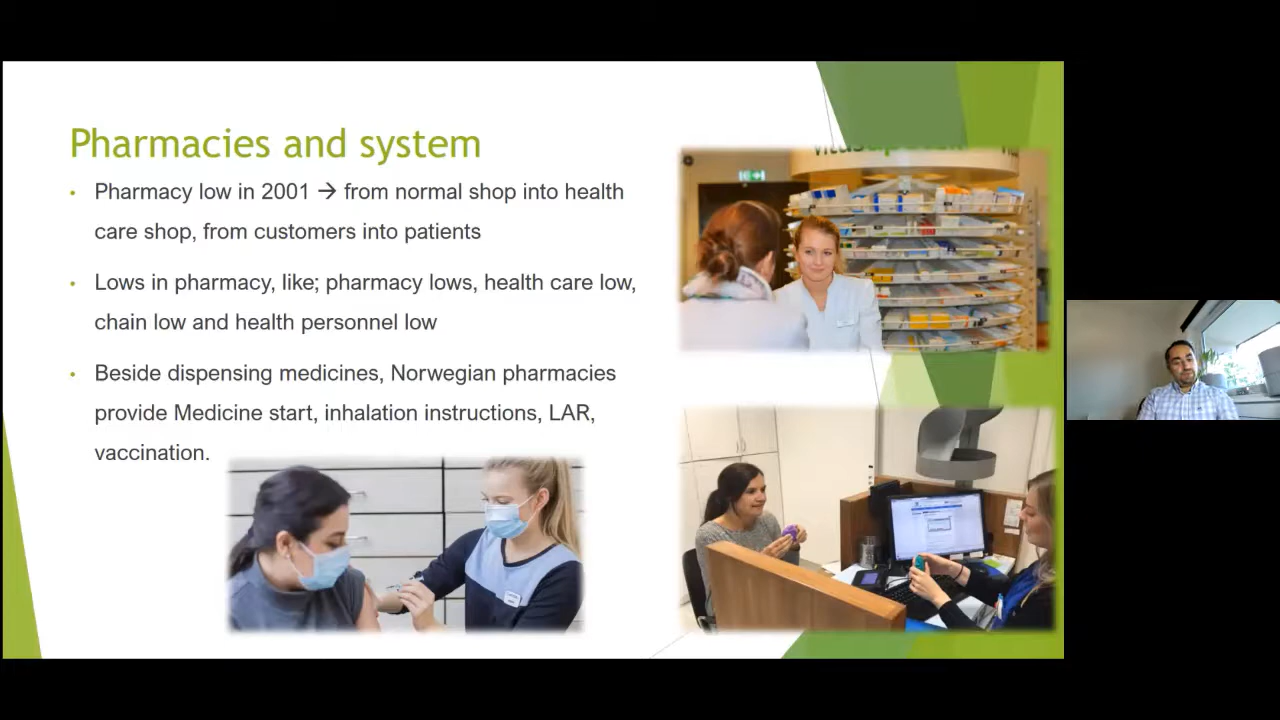 Pharmacies and system
• Pharmacy low in 2001 → from normal shop into health
care shop, from customers into patients
• Lows in pharmacy, like; pharmacy lows, health care low,
chain low and health personnel low
• Beside dispensing medicines, Norwegian pharmacies
provide Medicine start, inhalation instructions, LAR,
vaccination.